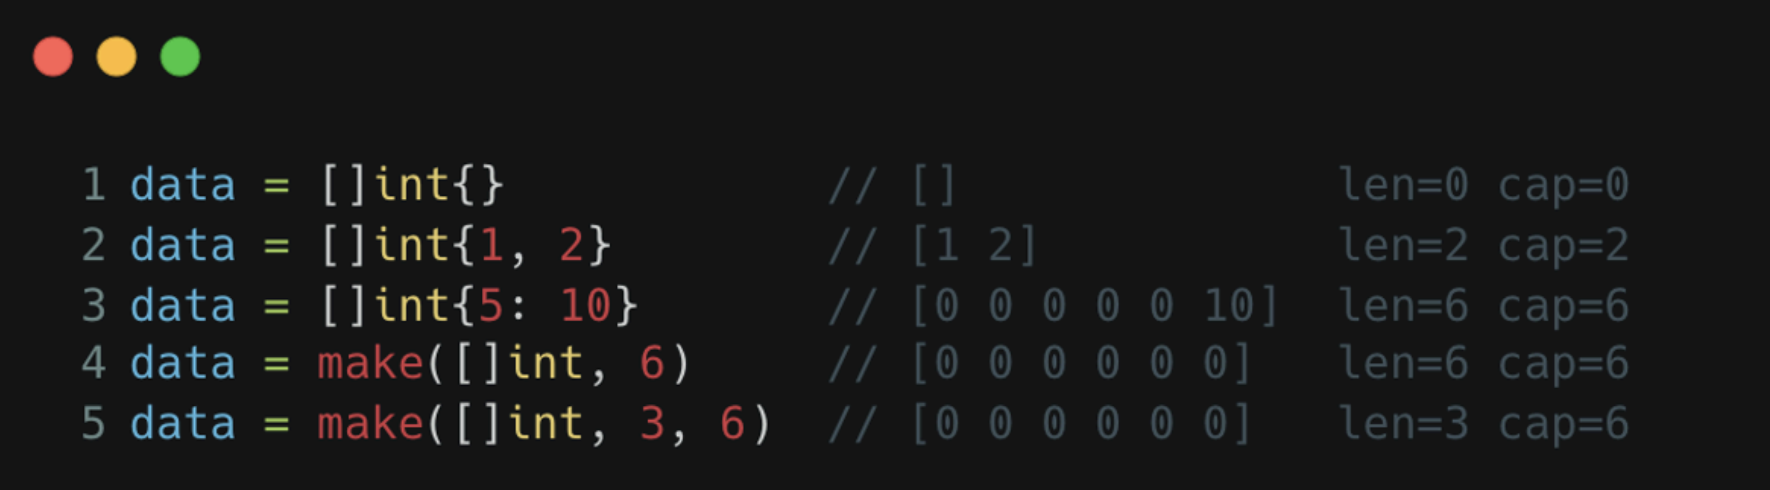 1 data = []int{}            // []              len=0 cap=0
2 data = []int{1, 2}        // [1 2]           len=2 cap=2
3 data = []int{5: 10}       // [0 0 0 0 0 10]  len=6 cap=6
4 data = make([]int, 6)     // [0 0 0 0 0 0]   len=6 cap=6
5 data = make([]int, 3, 6)  // [0 0 0 0 0 0]   len=3 cap=6